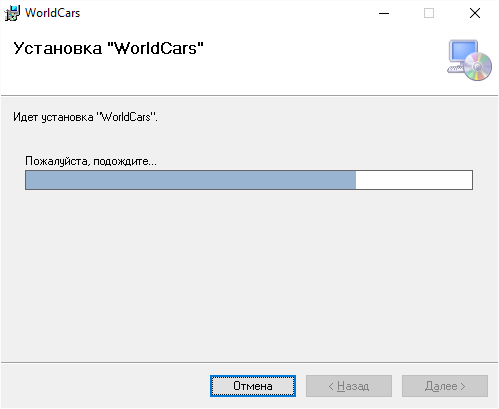 WorldCars
Установка "WorldCars"
Идет установка "WorldCars".
Пожалуйста, подождите...
Отмена
< Назад
Далее >